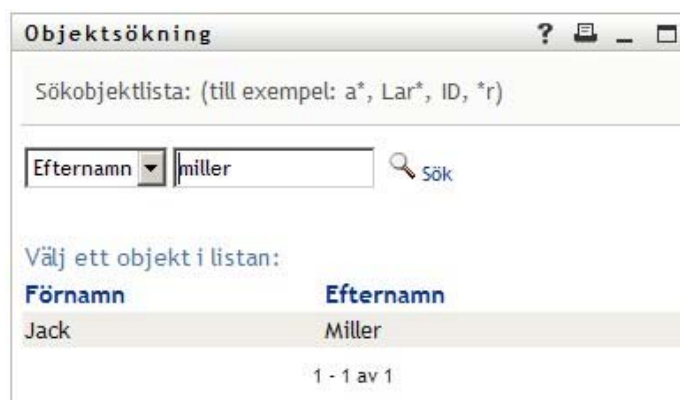 Objektsökning
Sökobjektlista: (till exempel: a*, Lar*, ID, *r)
Efternamn miller Sök
Välj ett objekt i listan:
Förnamn Efternamn
Jack Miller
1 - 1 av 1